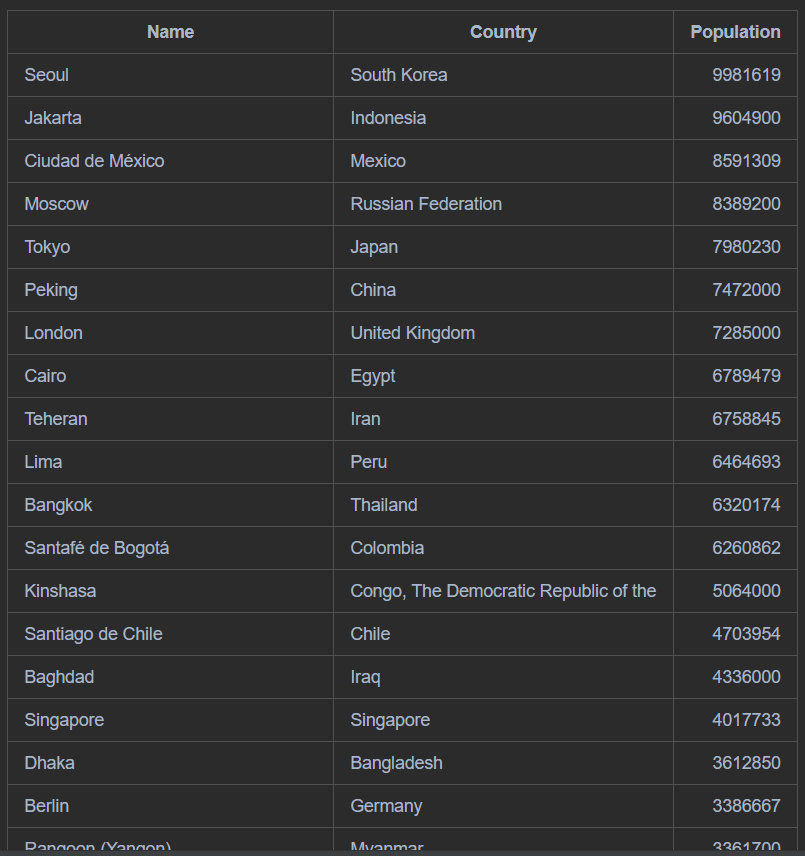 Name Country Population
Seoul South Korea 9981619
Jakarta Indonesia 9604900
Ciudad de México Mexico 8591309
Moscow Russian Federation 8389200
Tokyo Japan 7980230
Peking China 7472000
London United Kingdom 7285000
Cairo Egypt 6789479
Teheran Iran 6758845
Lima Peru 6464693
Bangkok Thailand 6320174
Santafé de Bogotá Colombia 6260862
Kinshasa Congo, The Democratic Republic of the 5064000
Santiago de Chile Chile 4703954
Baghdad Iraq 4336000
Singapore Singapore 4017733
Dhaka Bangladesh 3612850
Berlin Germany 3386667
Rangoon (Yangon) Myanmar 3361700